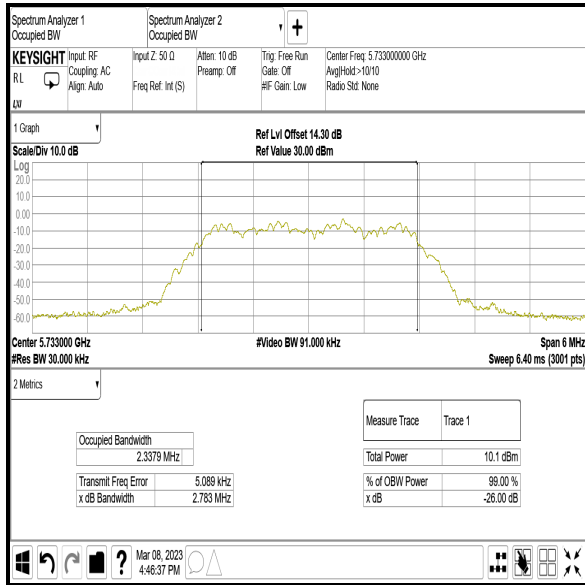 Spectrum Analyzer 1
Occupied BW
Spectrum Analyzer 2
Occupied BW
+
KEYSIGHT
RL
LXI
Input: RF
Coupling: AC
Align: Auto
Input Z: 50 Ω
Freq Ref: Int (S)
Atten: 10 dB
Preamp: Off
Trig: Free Run
Gate: Off
#IF Gain: Low
Center Freq: 5.733000000 GHz
Avg|Hold:>10/10
Radio Std: None
1 Graph
Scale/Div 10.0 dB
Ref Lvl Offset 14.30 dB
Ref Value 30.00 dBm
Log
20.0
10.0
0.00
-10.0
-20.0
-30.0
-40.0
-50.0
-60.0
Center 5.733000 GHz
#Res BW 30.000 kHz
#Video BW 91.000 kHz
Span 6 MHz
Sweep 6.40 ms (3001 pts)
2 Metrics
Occupied Bandwidth
2.3379 MHz
Transmit Freq Error 5.089 kHz
x dB Bandwidth 2.783 MHz
Measure Trace Trace 1
Total Power 10.1 dBm
% of OBW Power 99.00 %
x dB -26.00 dB
?
Mar 08, 2023
4:46:37 PM